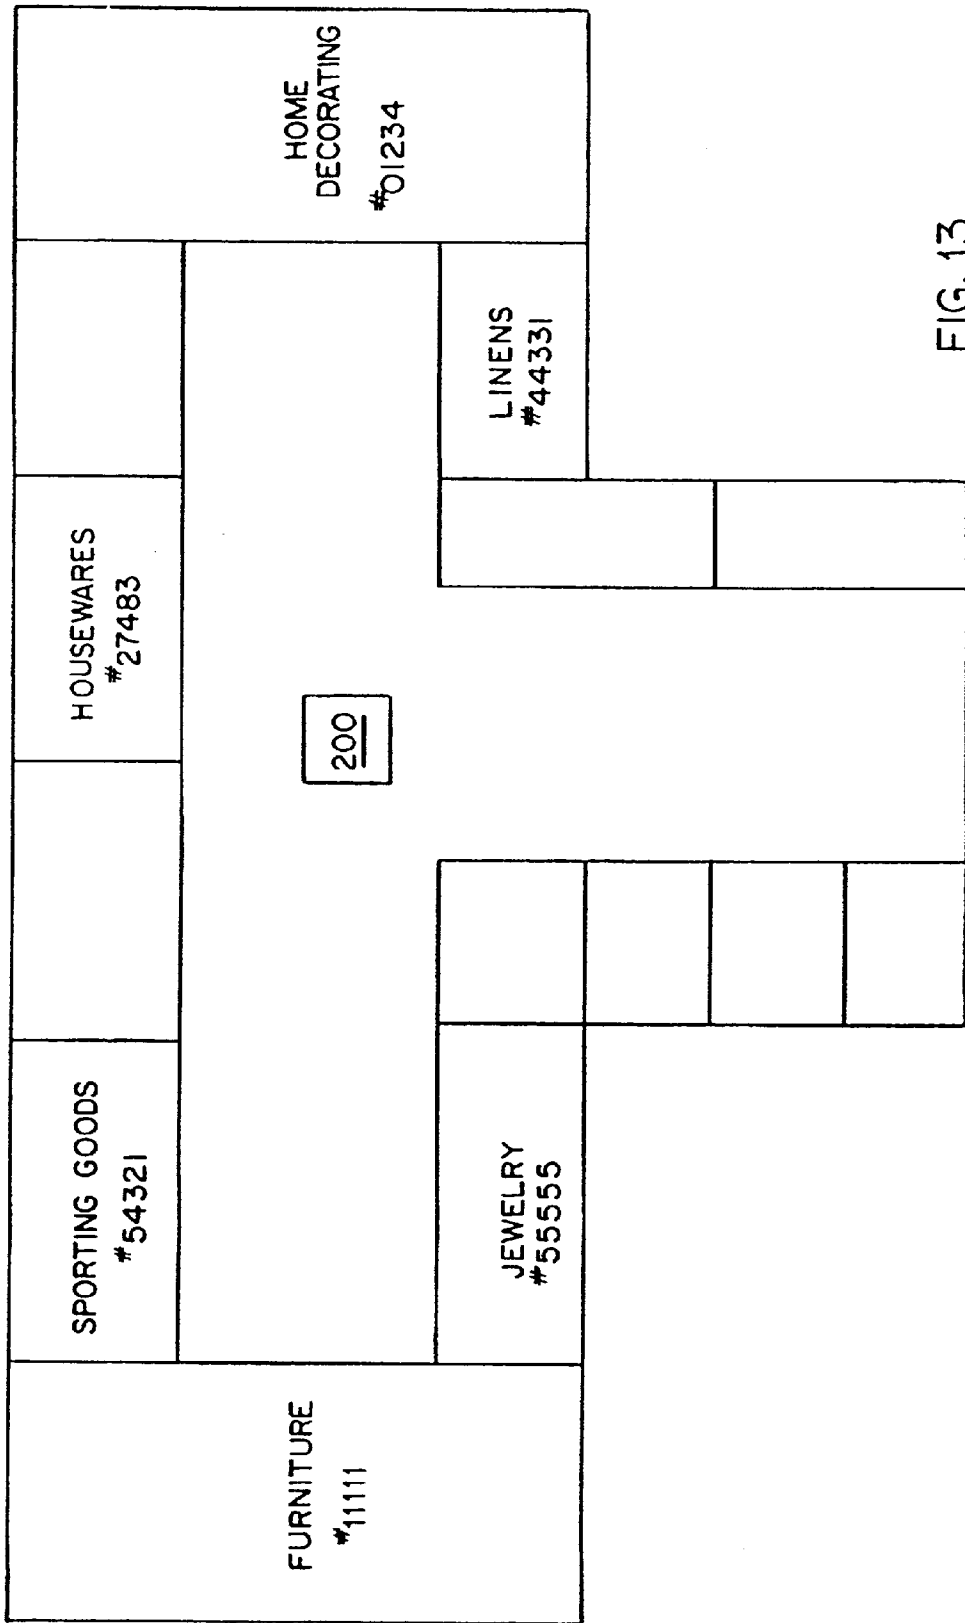 SPORTING GOODS
#54321
HOUSEWARES
#27483
FURNITURE
#11111
200
HOME
DECORATING
#01234
JEWELRY
#55555
LINENS
#44331
FIG. 13